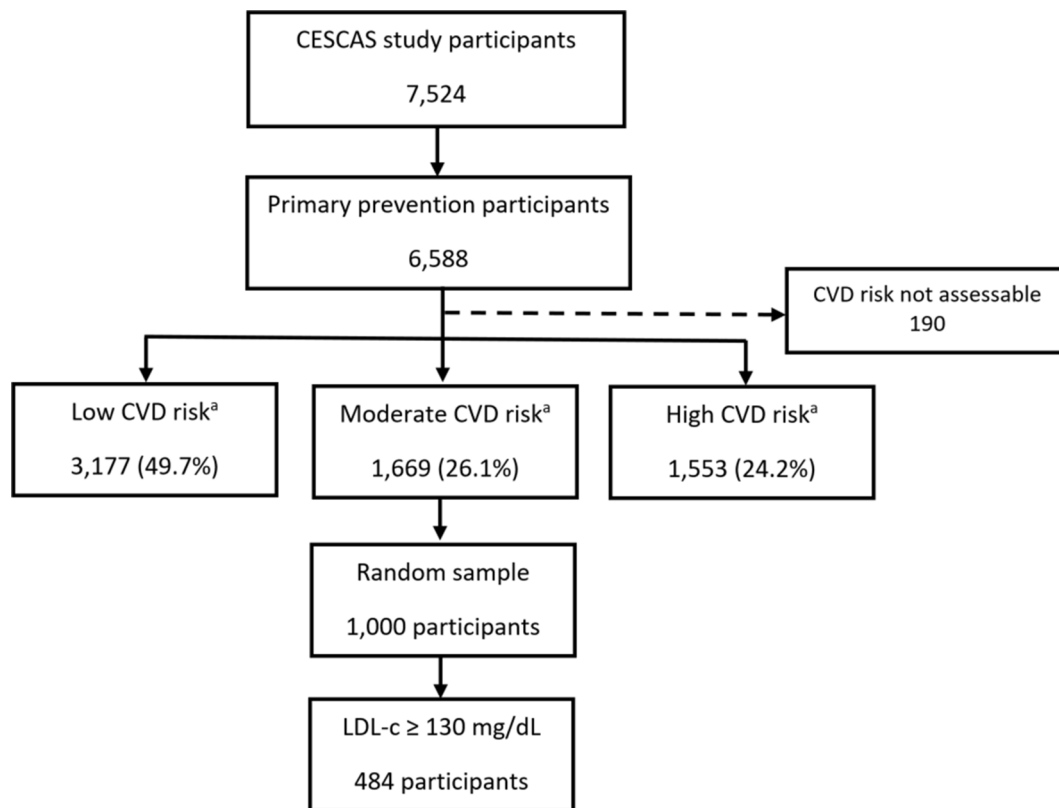 CESCAS study participants
7,524
Primary prevention participants
6,588
CVD risk not assessable
190
Low CVD riskᵃ
3,177 (49.7%)
Moderate CVD riskᵃ
1,669 (26.1%)
High CVD riskᵃ
1,553 (24.2%)
Random sample
1,000 participants
LDL-c ≥ 130 mg/dL
484 participants